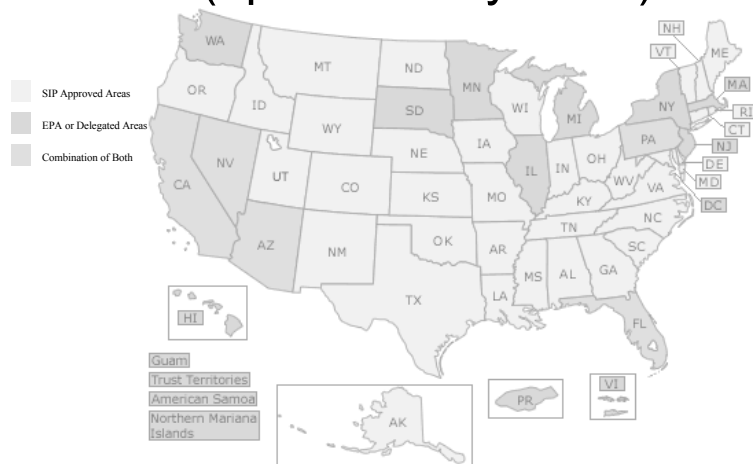 SIP Approved Areas
EPA or Delegated Areas
Combination of Both
WA
OR
CA
NV
ID
MT
WY
UT
AZ
CO
NM
ND
SD
NE
KS
OK
TX
MN
IA
MO
AR
LA
WI
IL
MI
IN
OH
KY
TN
MS
AL
GA
FL
SC
NC
VA
WV
PA
NY
VT
NH
ME
MA
RI
CT
NJ
DE
MD
DC
HI
Guam
Trust Territories
American Samoa
Northern Mariana
Islands
AK
PR
VI